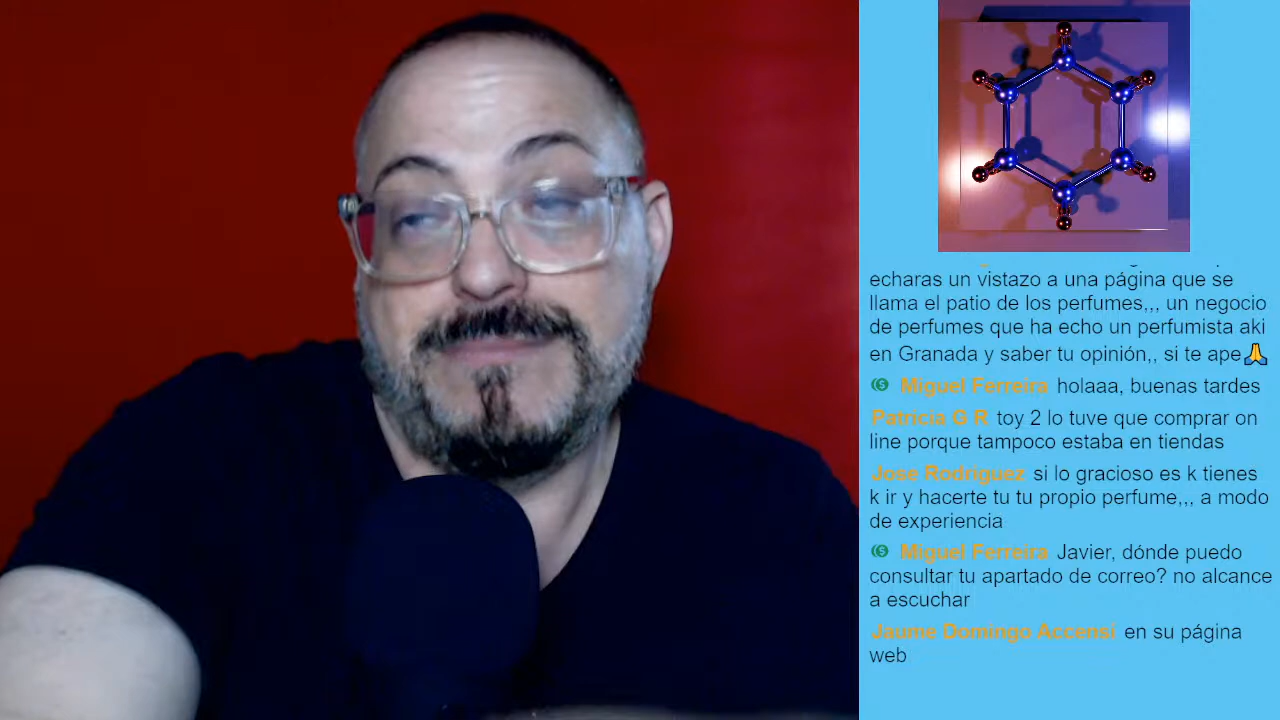 echaras un vistazo a una página que se
llama el patio de los perfumes,,, un negocio
de perfumes que ha echo un perfumista aki
en Granada y saber tu opinión,, si te ape🙏
Miguel Ferreira holaaa, buenas tardes
Patricia G R toy 2 lo tuve que comprar on
line porque tampoco estaba en tiendas
Jose Rodriguez si lo gracioso es k tienes
k ir y hacerte tu tu propio perfume,,, a modo
de experiencia
Miguel Ferreira Javier, dónde puedo
consultar tu apartado de correo? no alcance
a escuchar
Jaume Domingo Accensi en su página
web